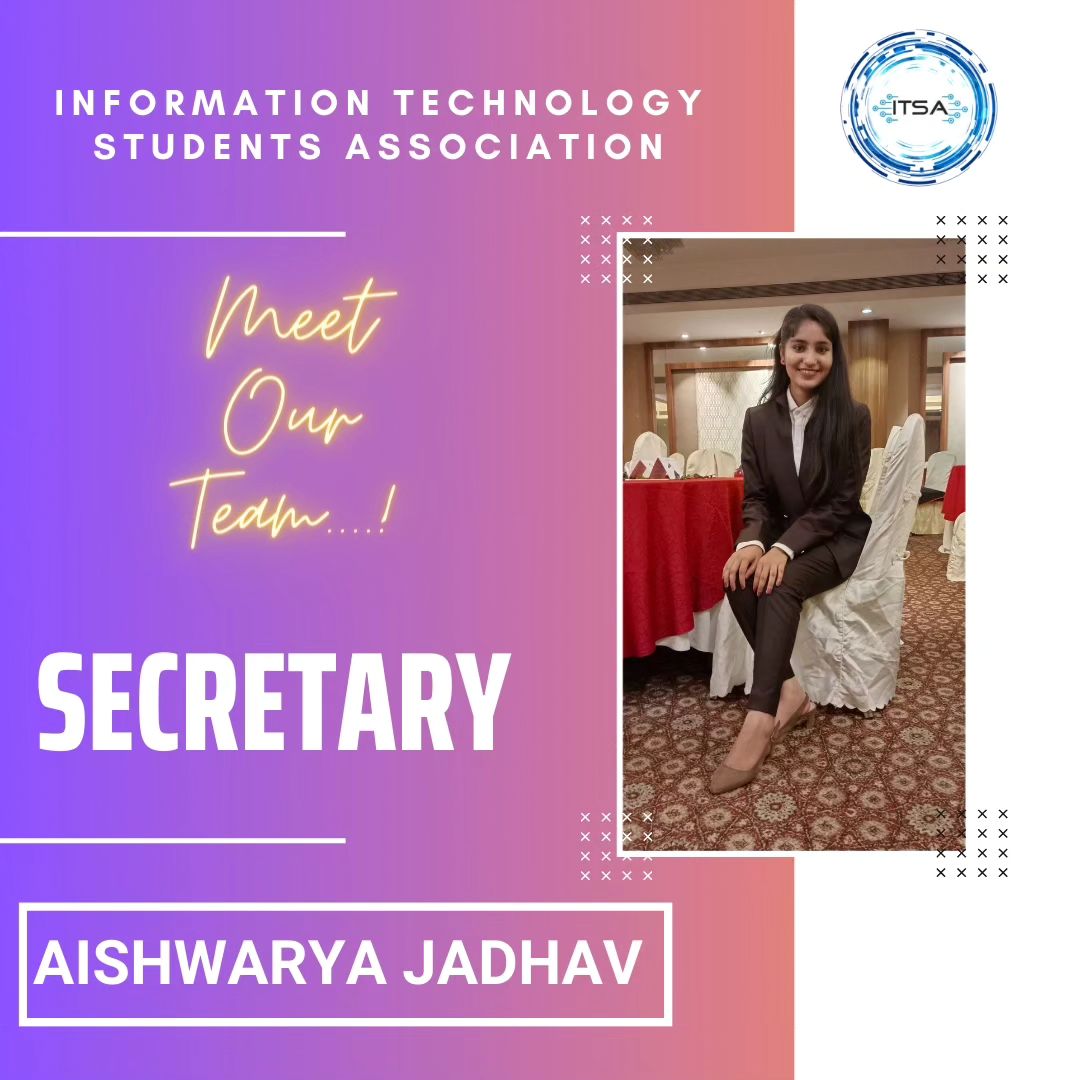 INFORMATION TECHNOLOGY
STUDENTS ASSOCIATION
ITSA
Meet
Our
Team....!
SECRETARY
AISHWARYA JADHAV